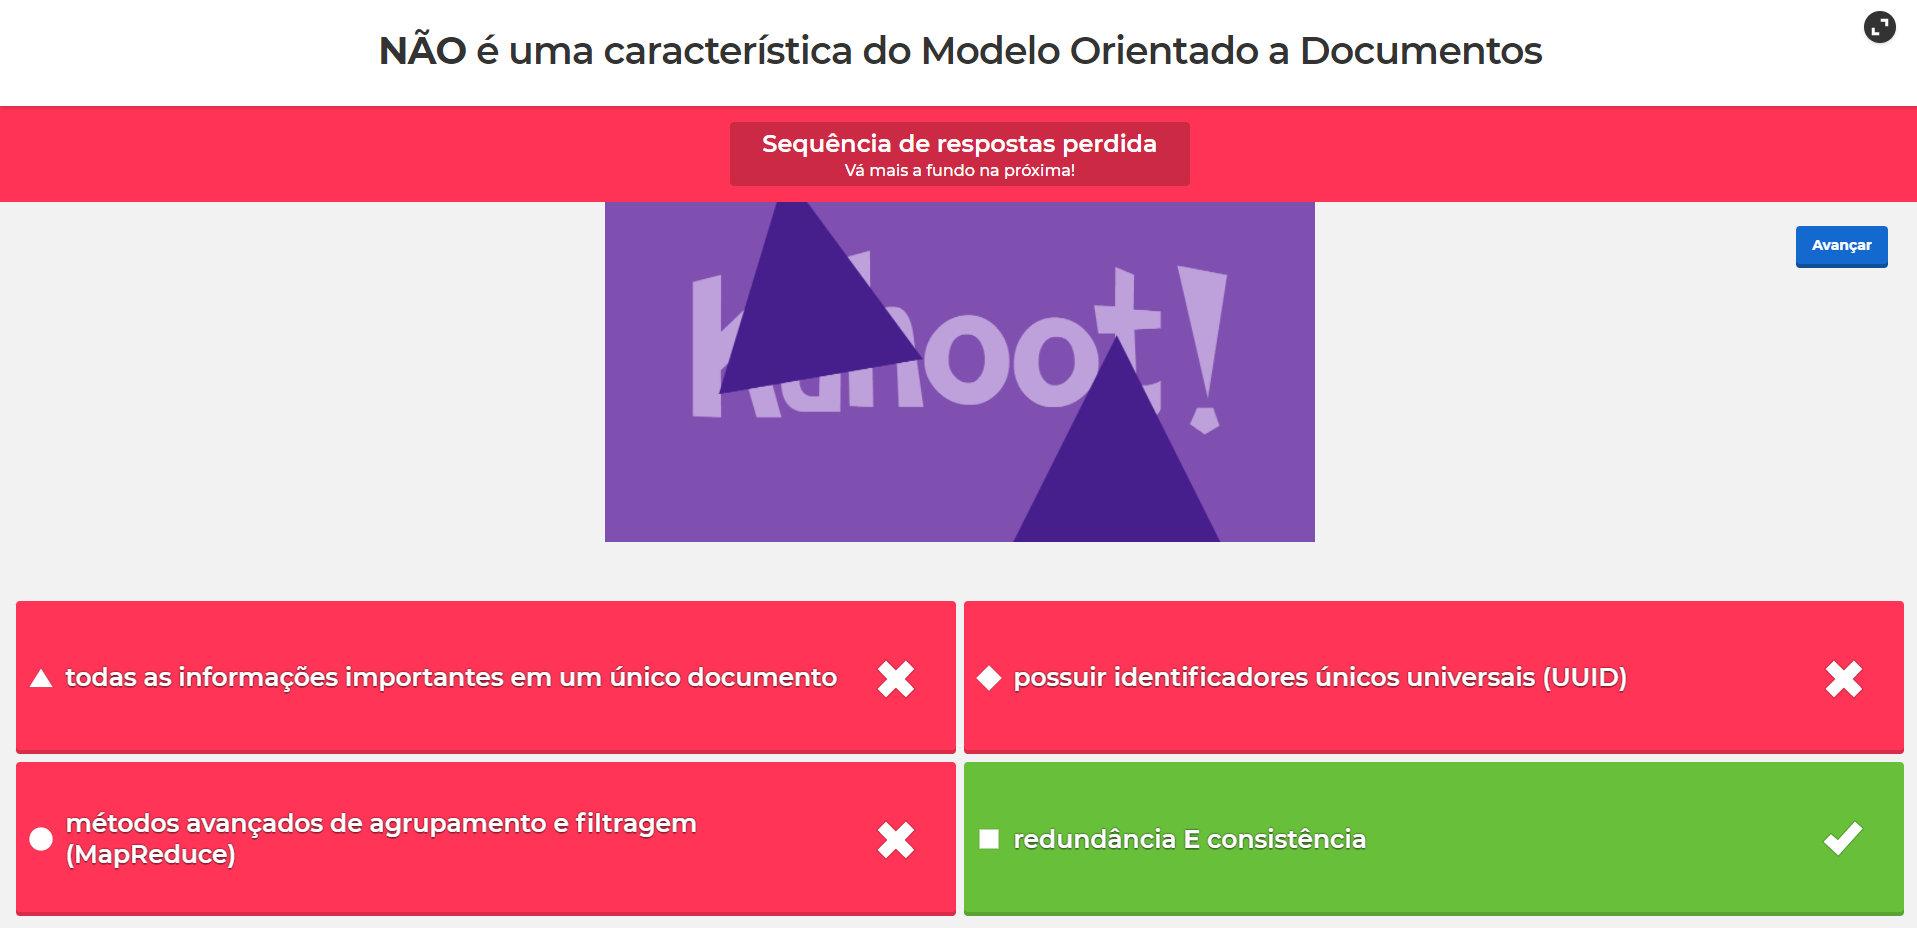 NÃO é uma característica do Modelo Orientado a Documentos
Sequência de respostas perdida
Vá mais a fundo na próxima!
Kahoot!
Avançar
todas as informações importantes em um único documento
possuir identificadores únicos universais (UUID)
métodos avançados de agrupamento e filtragem
(MapReduce)
redundância E consistência